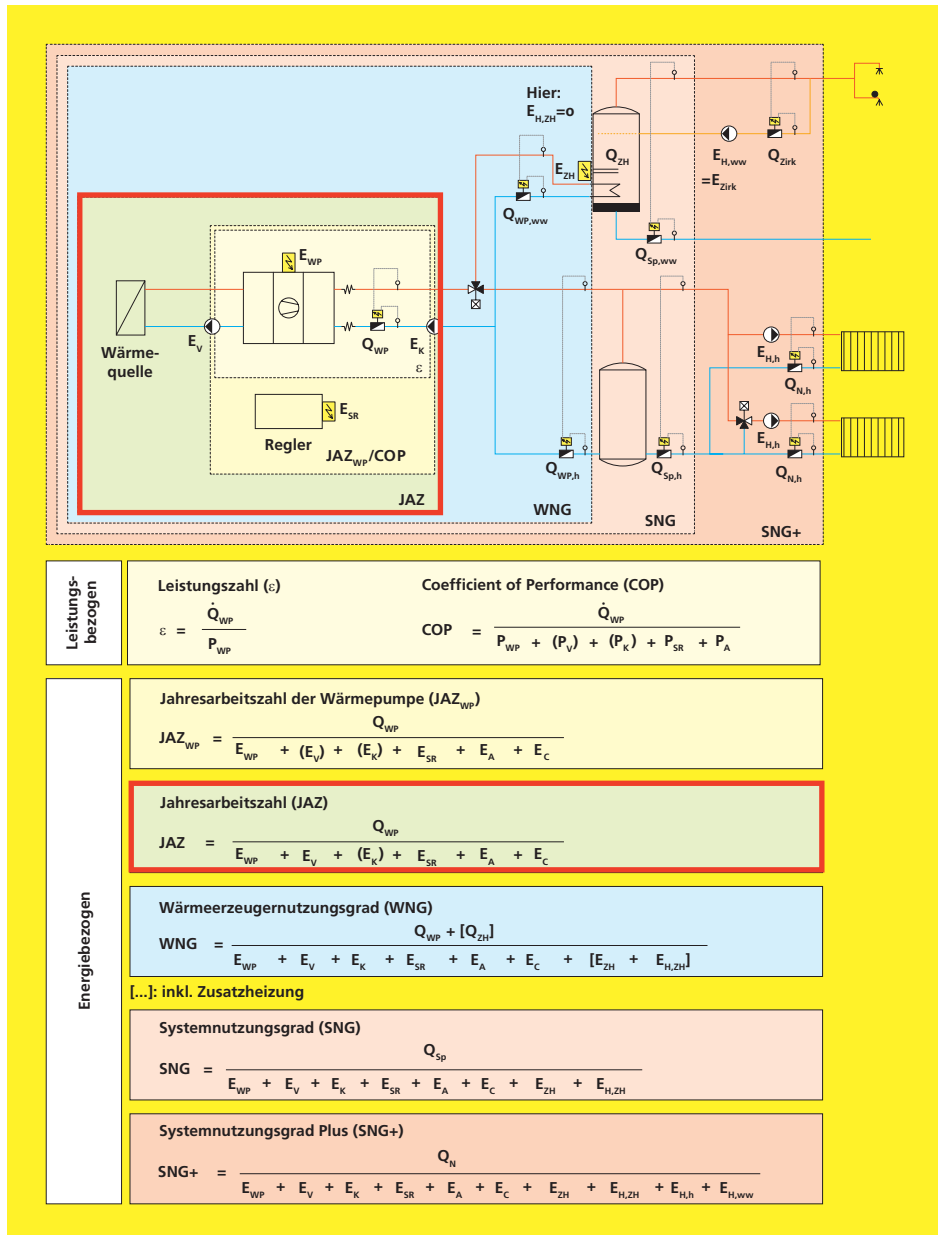 Hier:
E_H,ZH=0
E_ZH
Q_ZH
E_H,ww
=E_Zirk
Q_Zirk
Q_WP,ww
Q_Sp,ww
E_WP
E_V
Q_WP
E_K
ε
Wärme-
quelle
E_SR
Regler
JAZ_WP/COP
JAZ
Q_WP,h
WNG
Q_Sp,h
SNG
E_H,h
Q_N,h
E_H,h
Q_N,h
SNG+
Leistungs-
bezogen
Leistungszahl (ε)
ε = Q̇_WP / P_WP
Coefficient of Performance (COP)
COP = Q̇_WP / P_WP + (P_V) + (P_K) + P_SR + P_A
Energiebezogen
Jahresarbeitszahl der Wärmepumpe (JAZ_WP)
JAZ_WP = Q_WP / E_WP + (E_V) + (E_K) + E_SR + E_A + E_C
Jahresarbeitszahl (JAZ)
JAZ = Q_WP / E_WP + E_V + (E_K) + E_SR + E_A + E_C
Wärmeerzeugernutzungsgrad (WNG)
WNG = Q_WP + [Q_ZH] / E_WP + E_V + E_K + E_SR + E_A + E_C + [E_ZH + E_H,ZH]
[...]: inkl. Zusatzheizung
Systemnutzungsgrad (SNG)
SNG = Q_Sp / E_WP + E_V + E_K + E_SR + E_A + E_C + E_ZH + E_H,ZH
Systemnutzungsgrad Plus (SNG+)
SNG+ = Q_N / E_WP + E_V + E_K + E_SR + E_A + E_C + E_ZH + E_H,ZH + E_H,h + E_H,ww